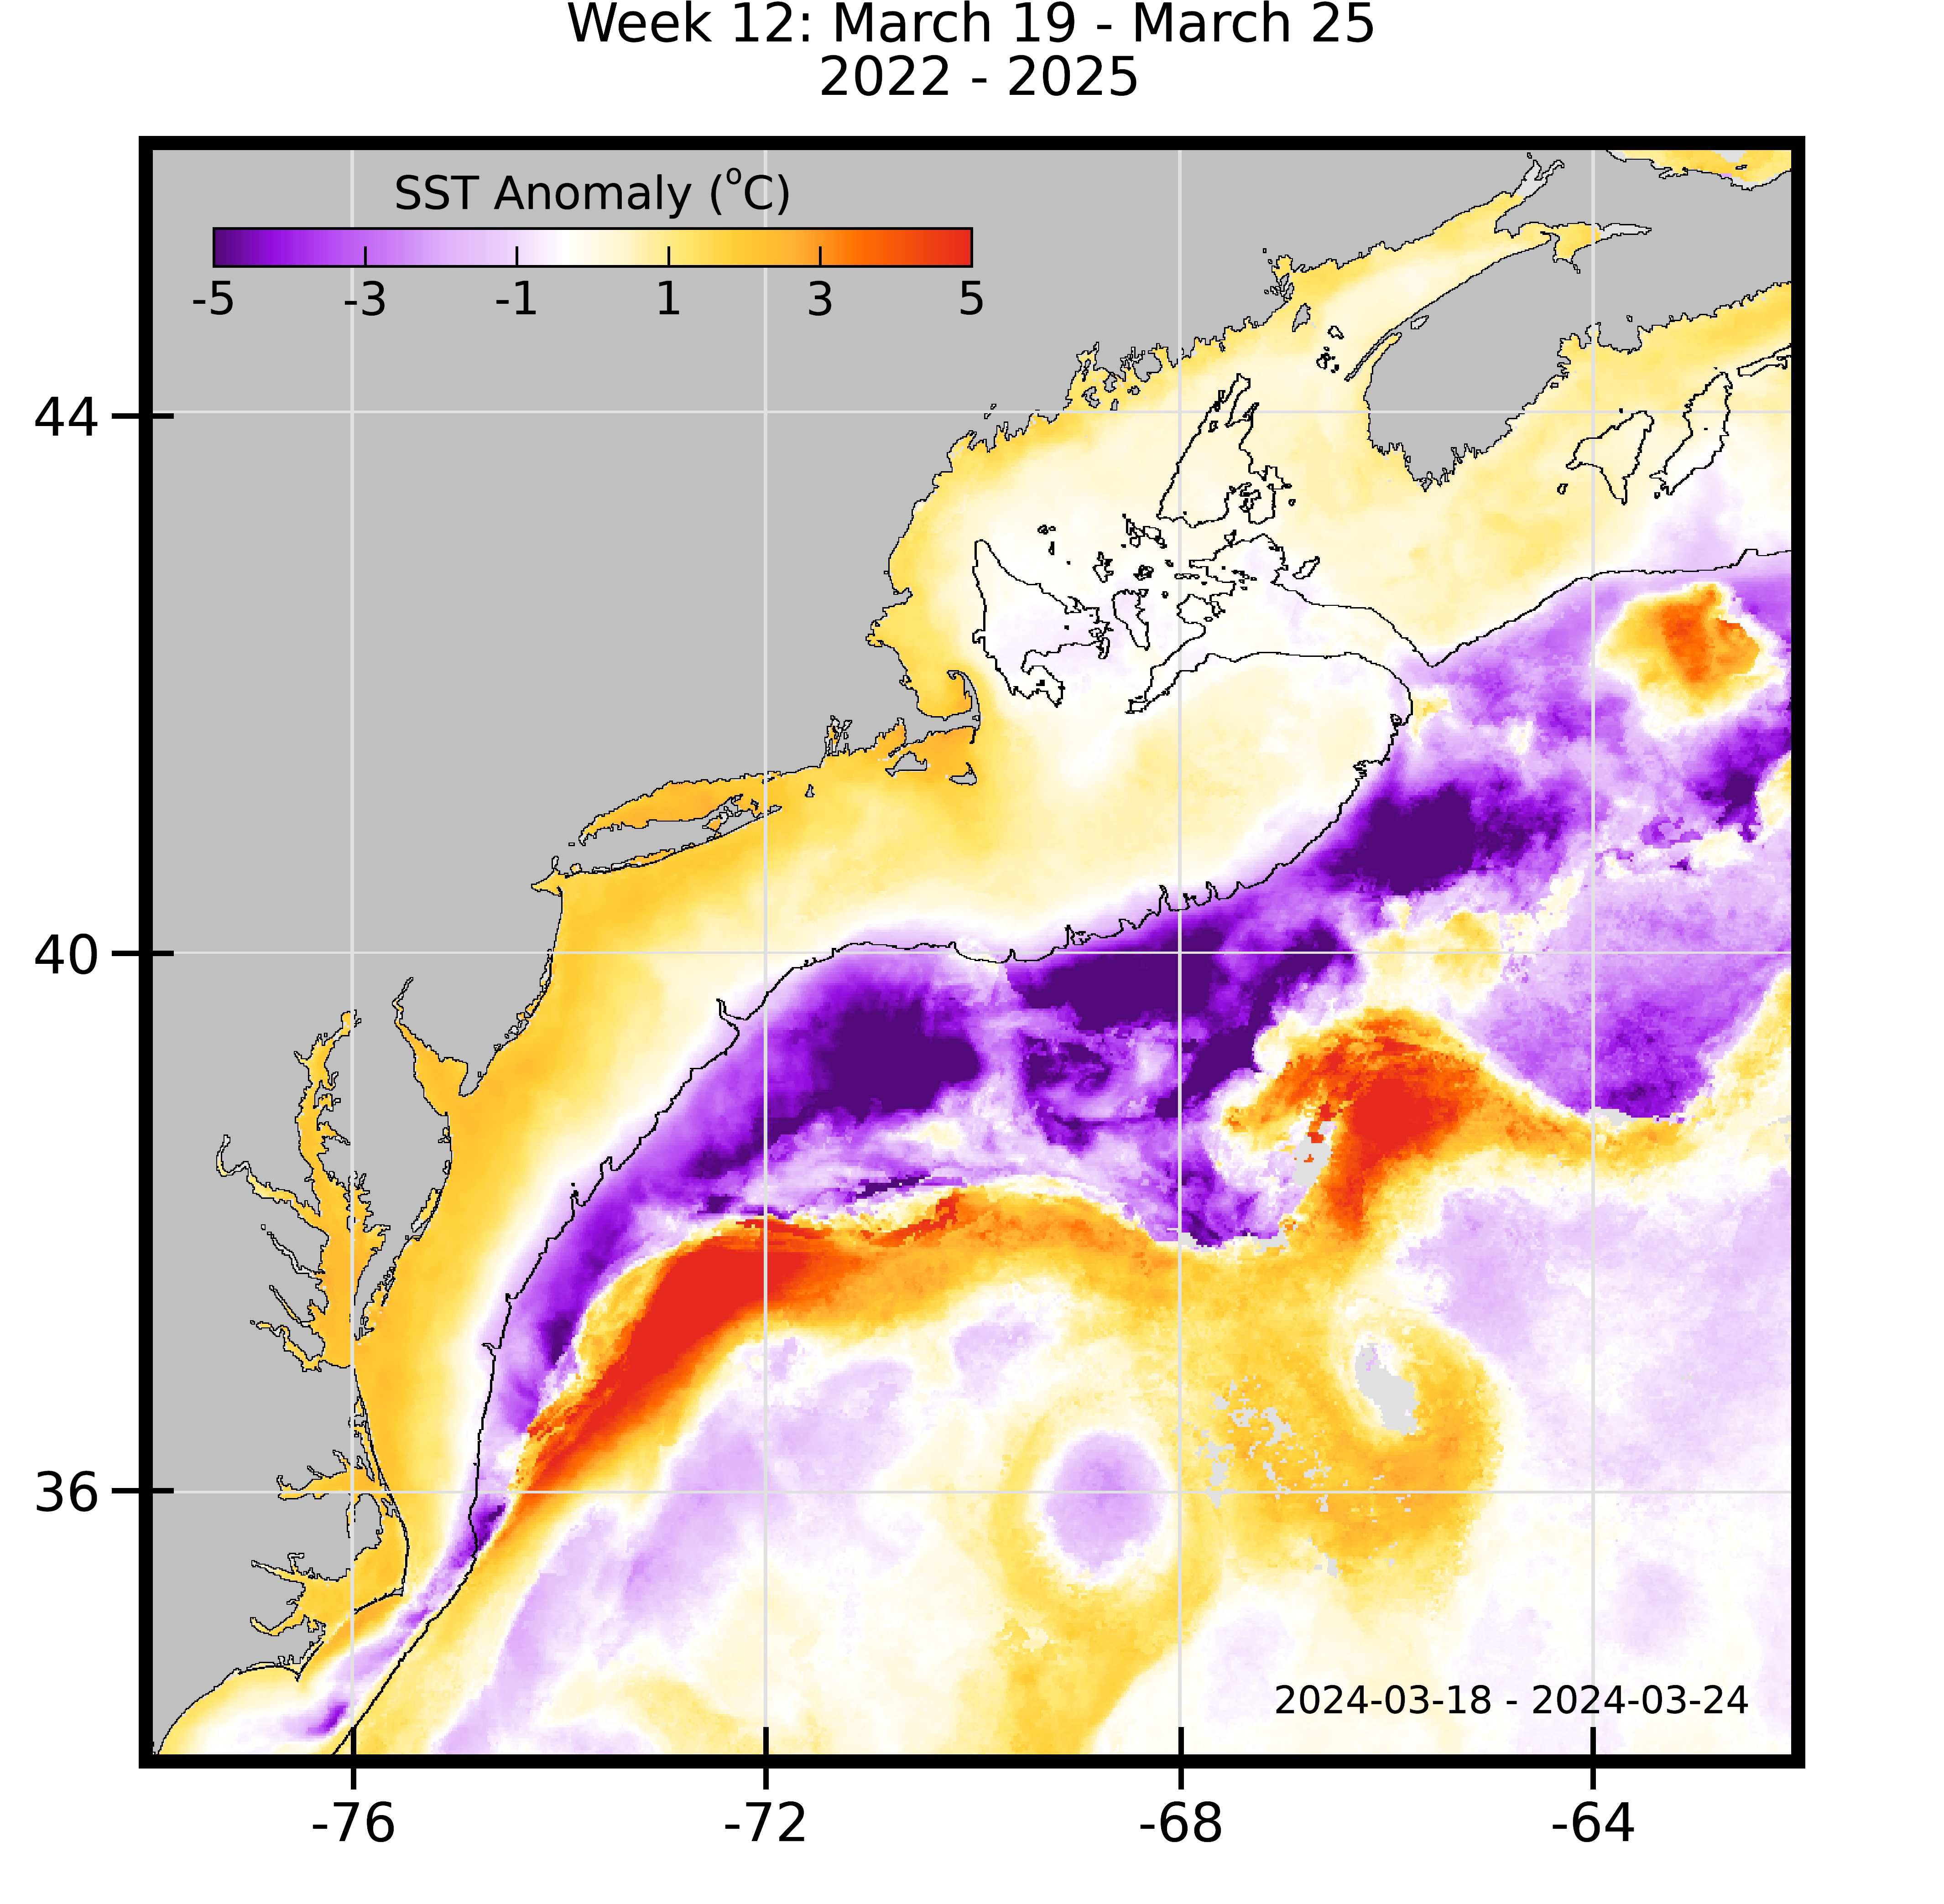 Week 12: March 19 - March 25
2022 - 2025
SST Anomaly (°C)
-5 -3 -1 1 3 5
44
40
36
2024-03-18 - 2024-03-24
-76 -72 -68 -64